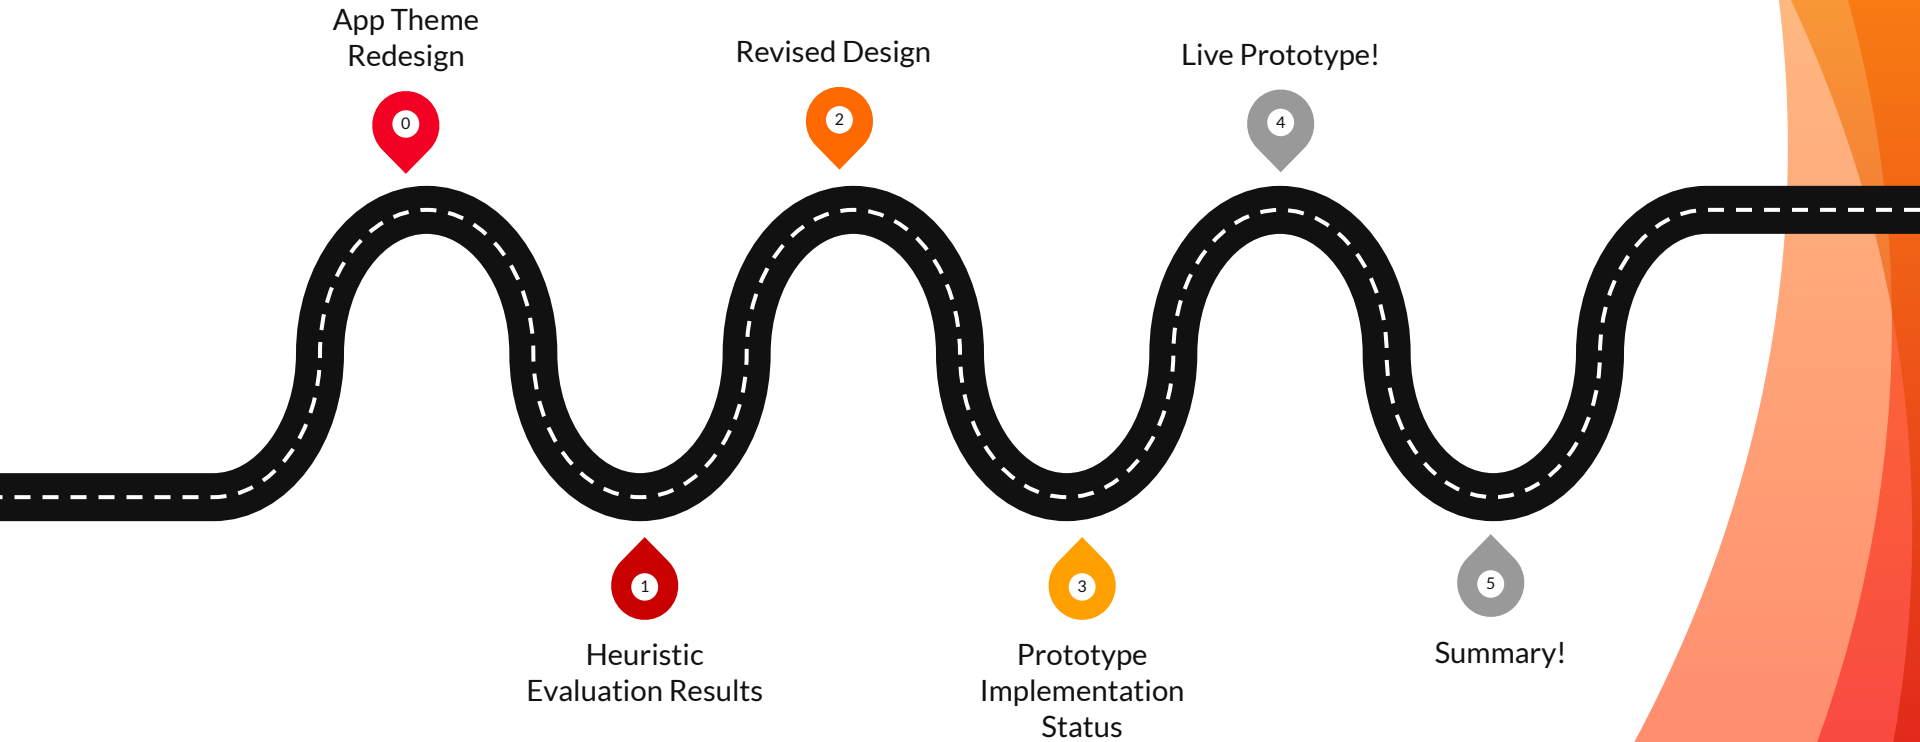 App Theme
Redesign
0
Heuristic
Evaluation Results
1
Revised Design
2
Prototype
Implementation
Status
3
Live Prototype!
4
Summary!
5